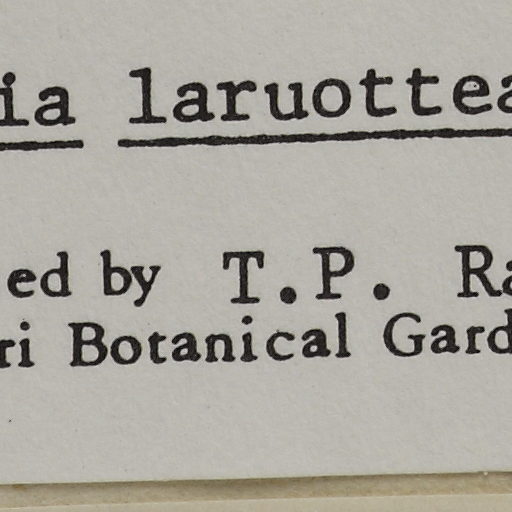 ia laruottea
ed by T.P. Ra
ri Botanical Gard